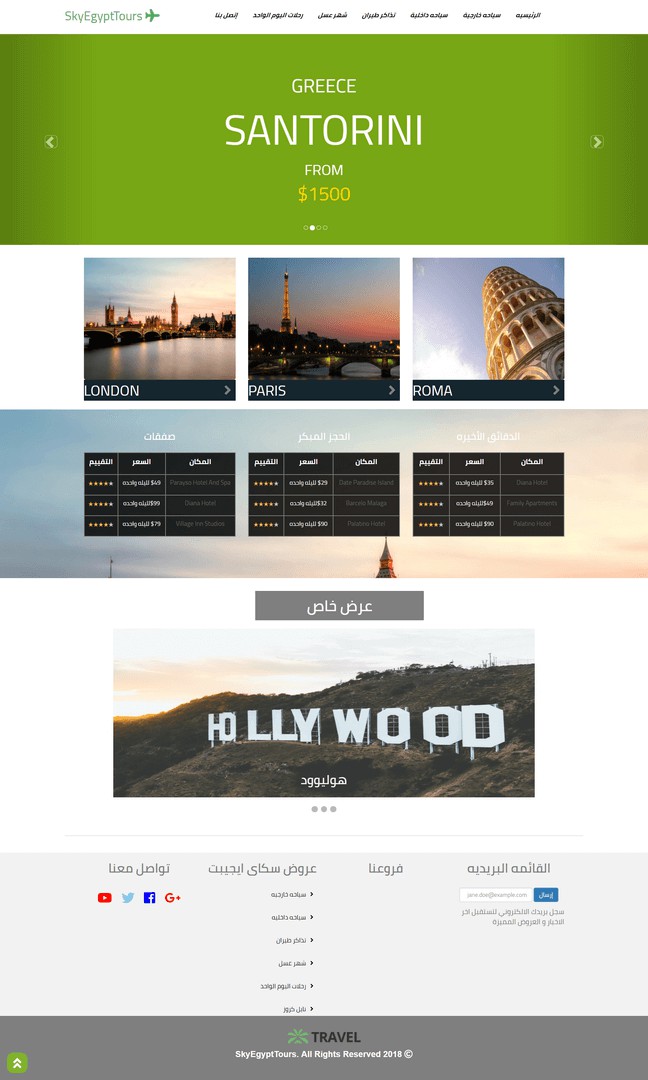 SkyEgyptTours
الرئيسيه
سياحه خارجية
سياحه داخلية
تذاكر طيران
شهر عسل
رحلات اليوم الواحد
إتصل بنا
GREECE
SANTORINI
FROM
$1500
LONDON
PARIS
ROMA
الدقائق الأخيره
المكان السعر التقييم
Diana Hotel $35 لليله واحده
Family Apartments $49لليله واحده
Palatino Hotel $90 لليله واحده
الحجز المبكر
المكان السعر التقييم
Date Paradise Island $29 لليله واحده
Barcelo Malaga $32لليله واحده
Palatino Hotel $90 لليله واحده
صفقات
المكان السعر التقييم
Parayso Hotel And Spa $49 لليله واحده
Diana Hotel $99لليله واحده
Village Inn Studios $79 لليله واحده
عرض خاص
HOLLYWOOD
هوليوود
القائمه البريديه
jane.doe@example.com
إرسال
سجل بريدك الالكتروني لتستقبل اخر
الاخبار و العروض المميزة
فروعنا
عروض سكاى ايجيبت
سياحه خارجيه
سياحه داخليه
تذاكر طيران
شهر عسل
رحلات اليوم الواحد
نايل كروز
تواصل معنا
TRAVEL
SkyEgyptTours. All Rights Reserved 2018 ©